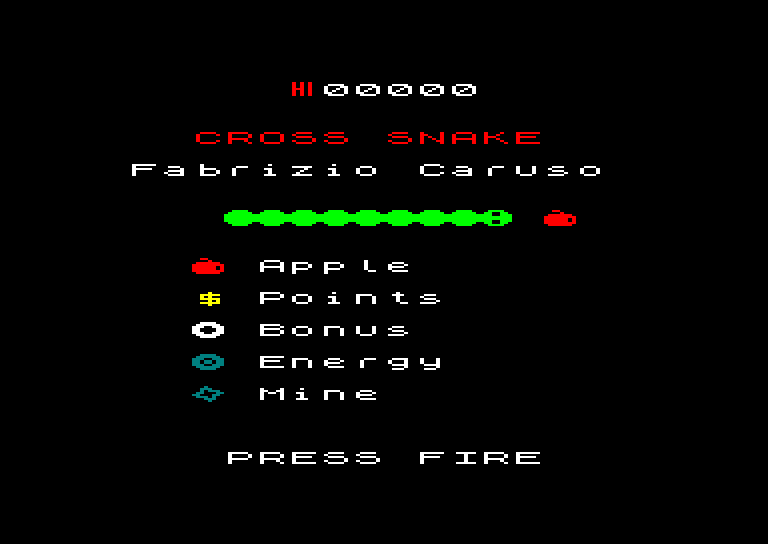 HI 00000
CROSS SNAKE
Fabrizio Caruso
Apple
$ Points
Bonus
Energy
Mine
PRESS FIRE